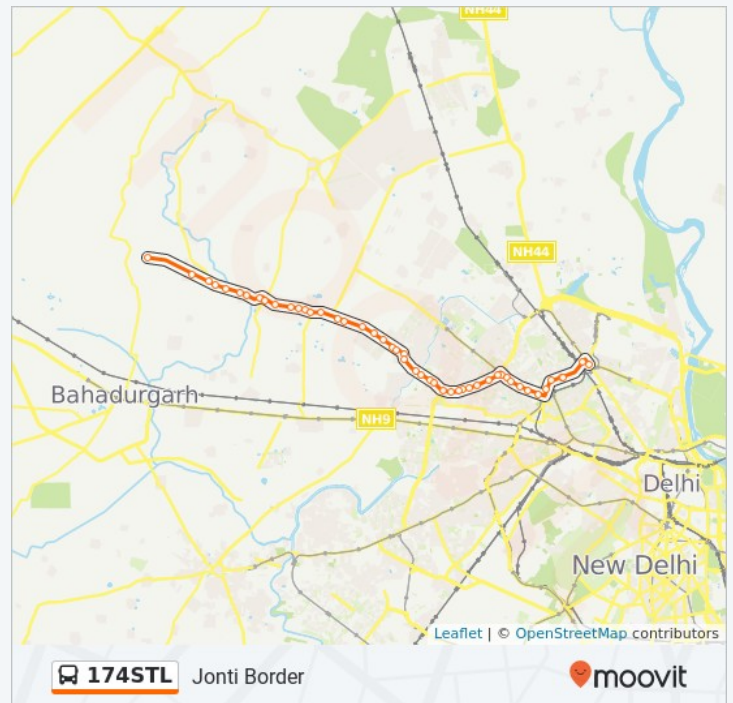 NH44
NH44
Bahadurgarh
NH9
Delhi
New Delhi
Leaflet | © OpenStreetMap contributors
174STL Jonti Border
moovit